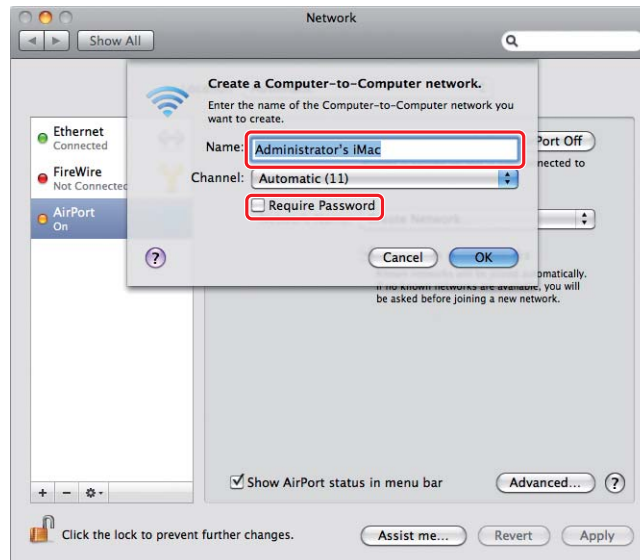 Network
Show All
Create a Computer-to-Computer network.
Enter the name of the Computer-to-Computer network you
want to create.
Name: Administrator's iMac
Channel: Automatic (11)
Require Password
Cancel OK
Ethernet
Connected
FireWire
Not Connected
AirPort
On
Port Off
nected to
omatically.
If no known networks are available, you will
be asked before joining a new network.
Show AirPort status in menu bar
Advanced...
?
?
Click the lock to prevent further changes.
Assist me... Revert Apply